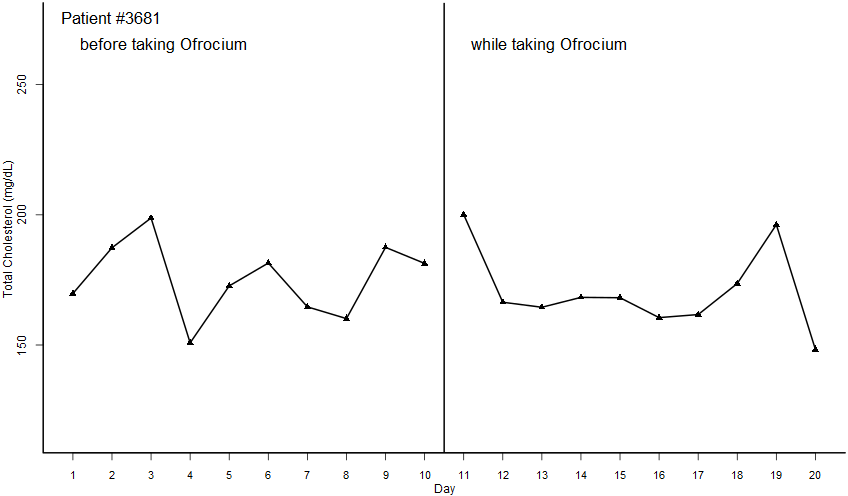 Patient #3681
before taking Ofrocium
while taking Ofrocium
Total Cholesterol (mg/dL)
250
200
150
1 2 3 4 5 6 7 8 9 10 11 12 13 14 15 16 17 18 19 20
Day